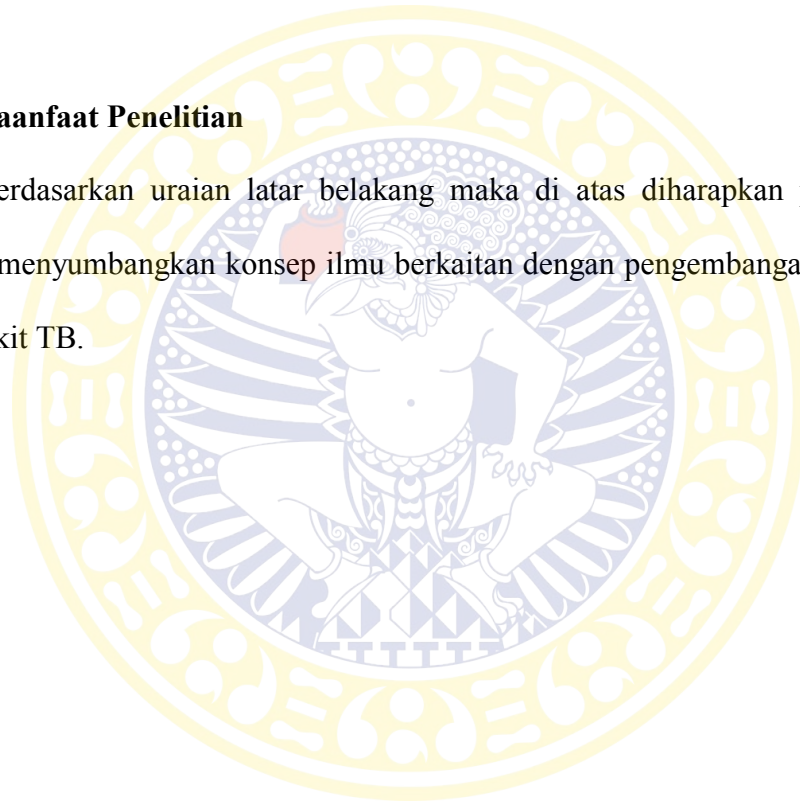 aanfaat Penelitian
erdasarkan uraian latar belakang maka di atas diharapkan
menyumbangkan konsep ilmu berkaitan dengan pengembanga
kit TB.